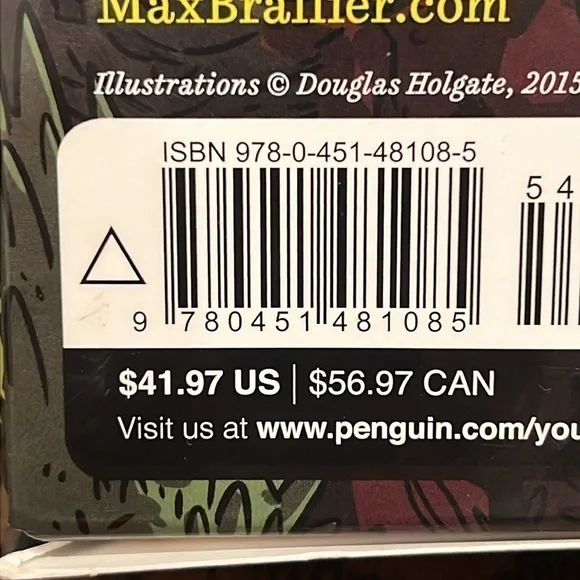 MaxBrallier.com
Illustrations © Douglas Holgate, 2015
ISBN 978-0-451-48108-5
5 4
9 780451 481085
$41.97 US | $56.97 CAN
Visit us at www.penguin.com/you